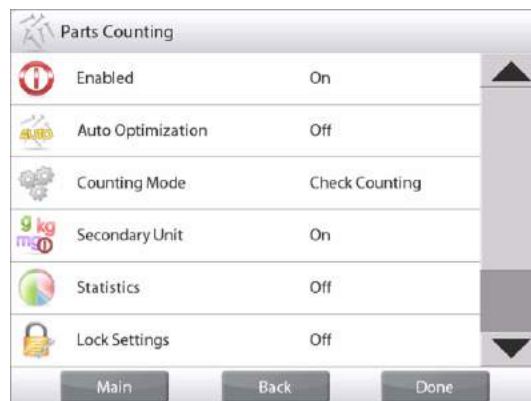 Parts Counting
Enabled On
AUTO Auto Optimization Off
Counting Mode Check Counting
g kg mg Secondary Unit On
Statistics Off
Lock Settings Off
Main Back Done